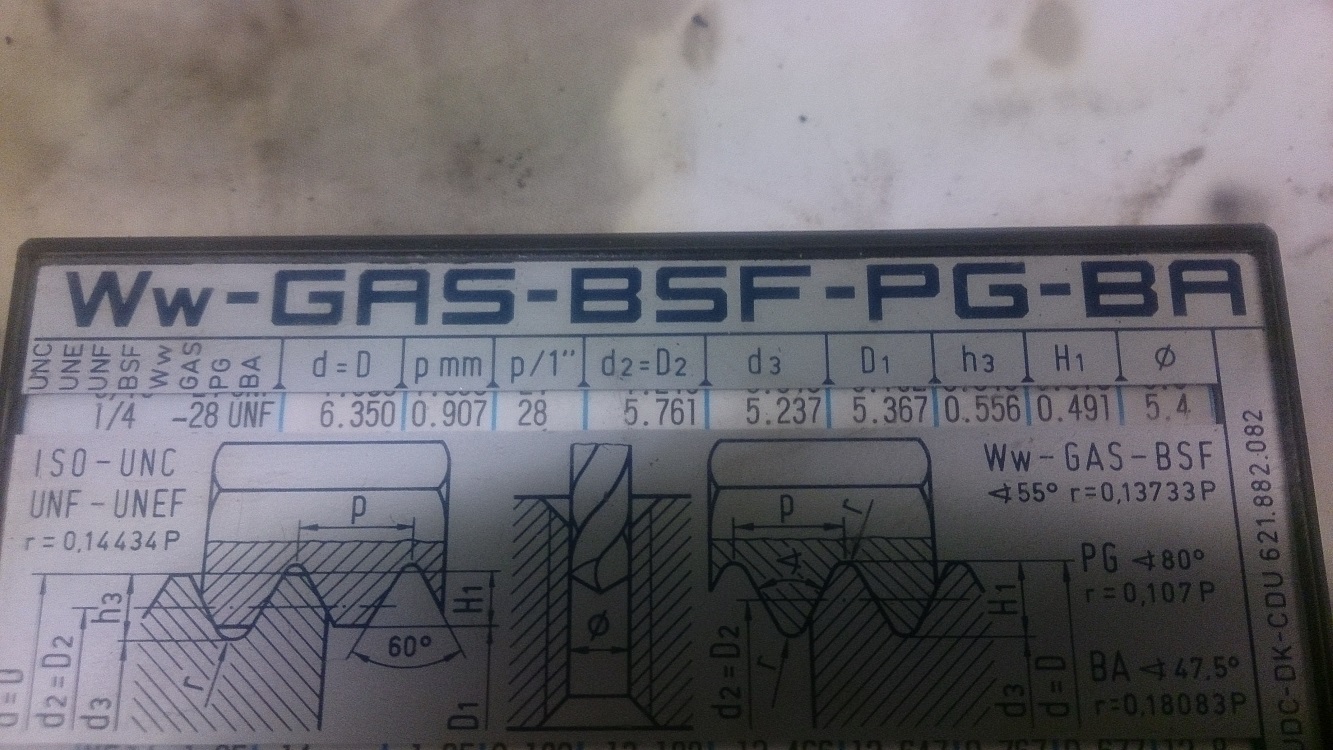 Ww-GAS-BSF-PG-BA
UNC
UNE
UNF
BSF
Ww
GAS
PG
BA
d=D p mm p/1" d2=D2 d3 D1 h3 H1 ø
1/4 -28 UNF 6.350 0.907 28 5.761 5.237 5.367 0.556 0.491 5.4
ISO-UNC
UNF-UNEF
r=0,14434P
P
h3
d=D
d2=D2
d3
r
60°
H1
D1
ø
P
r
∢
r
d2=D2
H1
d3
d=D
Ww-GAS-BSF
∢55° r=0,13733P
PG ∢80°
r=0,107P
BA ∢47,5°
r=0,18083P
DC-DK-CDU 621.882.082